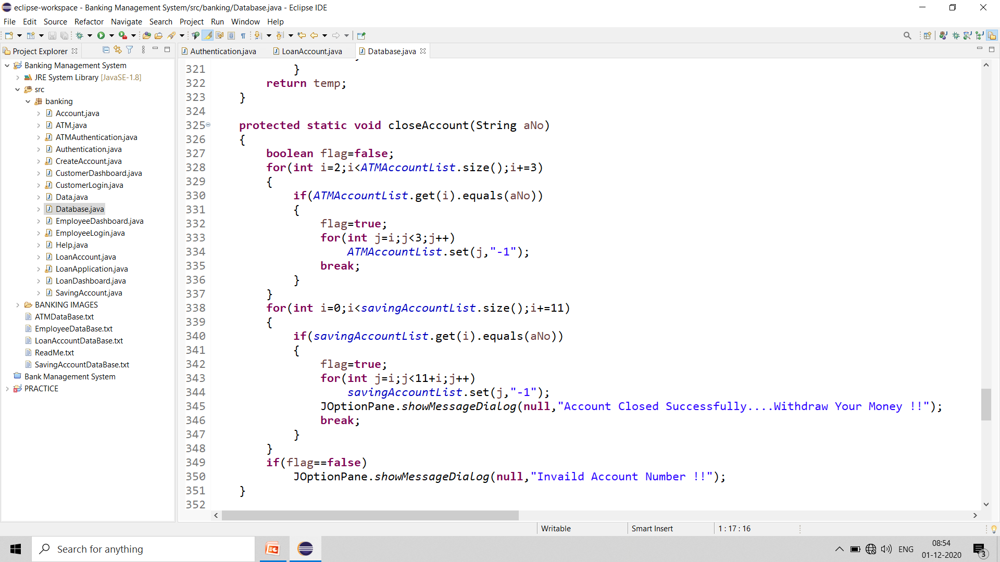 eclipse-workspace - Banking Management System/src/banking/Database.java - Eclipse IDE
File Edit Source Refactor Navigate Search Project Run Window Help
Project Explorer
Authentication.java LoanAccount.java Database.java
Banking Management System
JRE System Library [JavaSE-1.8]
src
banking
Account.java
ATM.java
ATMAuthentication.java
Authentication.java
CreateAccount.java
CustomerDashboard.java
CustomerLogin.java
Data.java
Database.java
EmployeeDashboard.java
EmployeeLogin.java
Help.java
LoanAccount.java
LoanApplication.java
LoanDashboard.java
SavingAccount.java
BANKING IMAGES
ATMDataBase.txt
EmployeeDataBase.txt
LoanAccountDataBase.txt
ReadMe.txt
SavingAccountDataBase.txt
Bank Management System
PRACTICE
321 }
322 return temp;
323 }
324
325 protected static void closeAccount(String aNo)
326 {
327 boolean flag=false;
328 for(int i=2;i<ATMAccountList.size();i+=3)
329 {
330 if(ATMAccountList.get(i).equals(aNo))
331 {
332 flag=true;
333 for(int j=i;j<3;j++)
334 ATMAccountList.set(j,"-1");
335 break;
336 }
337 }
338 for(int i=0;i<savingAccountList.size();i+=11)
339 {
340 if(savingAccountList.get(i).equals(aNo))
341 {
342 flag=true;
343 for(int j=i;j<11+i;j++)
344 savingAccountList.set(j,"-1");
345 JOptionPane.showMessageDialog(null,"Account Closed Successfully....Withdraw Your Money !!");
346 break;
347 }
348 }
349 if(flag==false)
350 JOptionPane.showMessageDialog(null,"Invaild Account Number !!");
351 }
352
Writable Smart Insert 1 : 17 : 16
Search for anything
ENG
08:54
01-12-2020
3